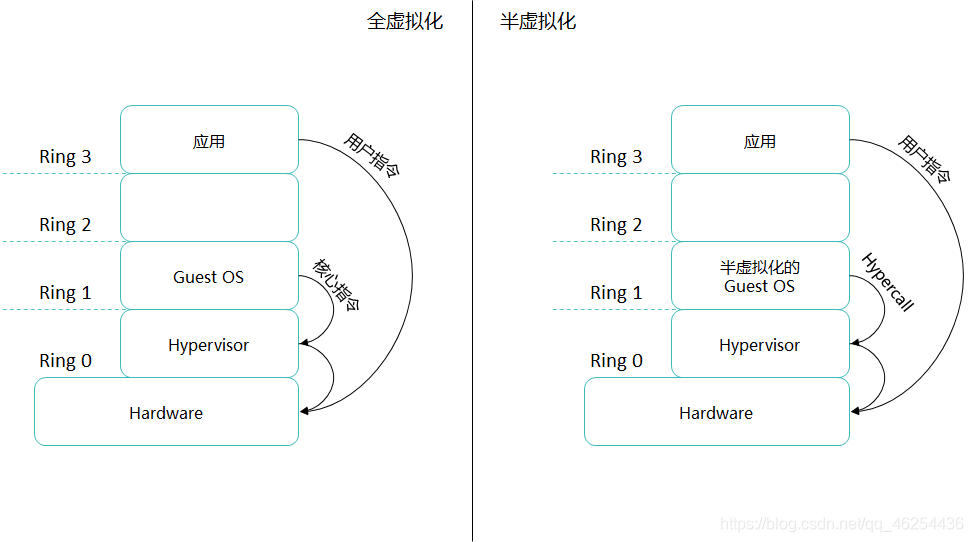 全虚拟化
Ring 3
应用
用户指令
Ring 2
Ring 1
Guest OS
核心指令
Ring 0
Hypervisor
Hardware
半虚拟化
Ring 3
应用
用户指令
Ring 2
Ring 1
半虚拟化的
Guest OS
Hypercall
Ring 0
Hypervisor
Hardware
https://blog.csdn.net/qq_46254436